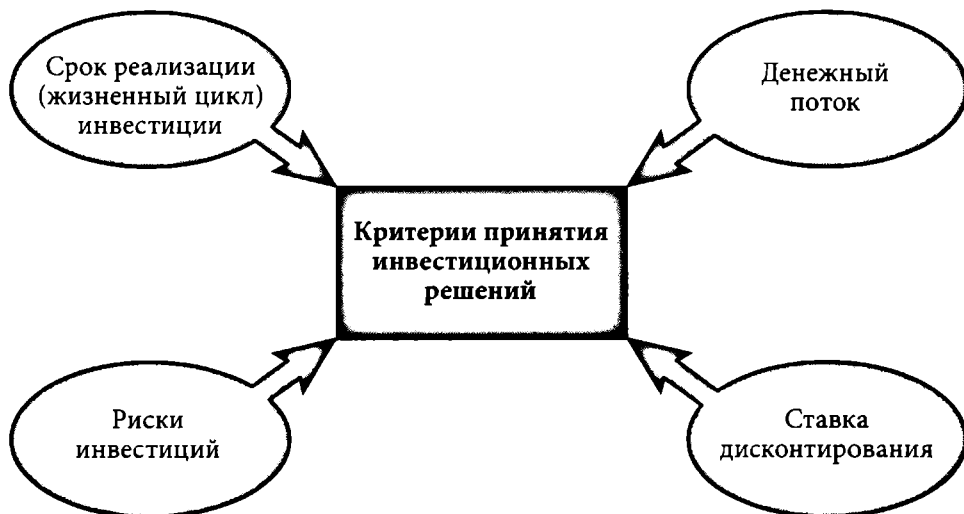 Срок реализации
(жизненный цикл)
инвестиции
Денежный
поток
Критерии принятия
инвестиционных
решений
Риски
инвестиций
Ставка
дисконтирования